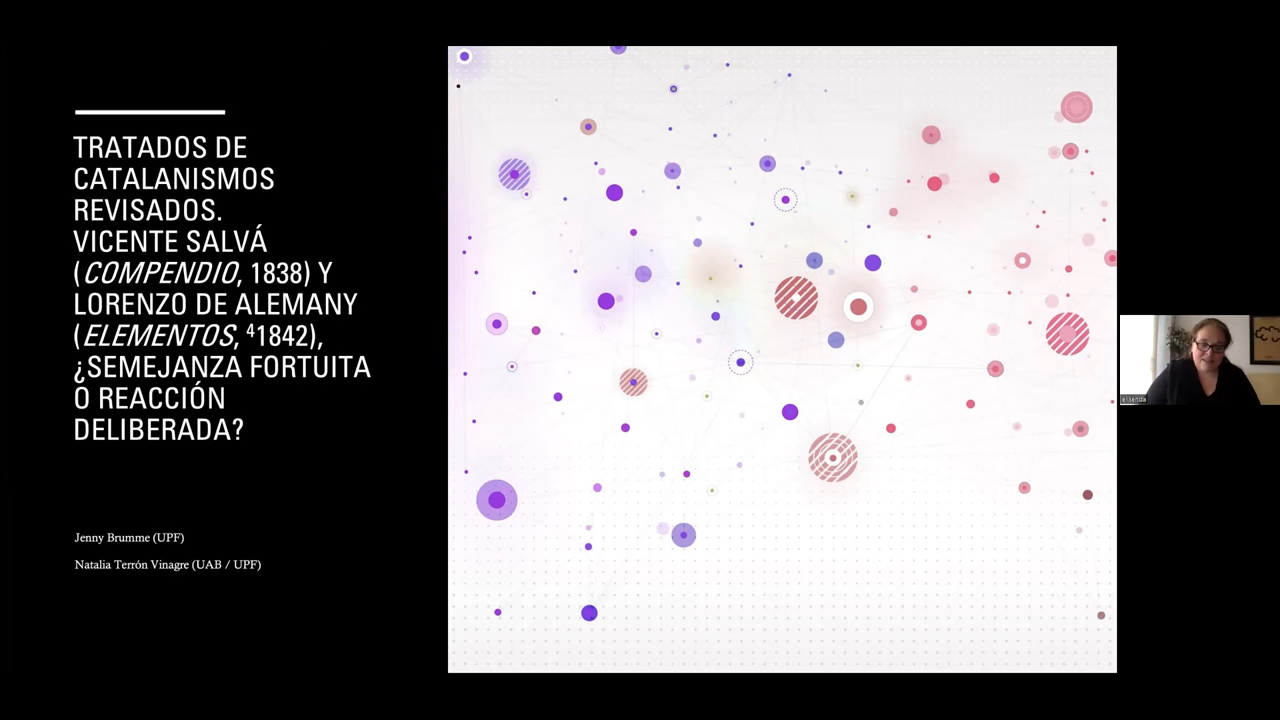 TRATADOS DE
CATALANISMOS
REVISADOS.
VICENTE SALVÁ
(COMPENDIO, 1838) Y
LORENZO DE ALEMANY
(ELEMENTOS, ⁴1842),
¿SEMEJANZA FORTUITA
O REACCIÓN
DELIBERADA?
Jenny Brumme (UPF)
Natalia Terrón Vinagre (UAB / UPF)
elisenda